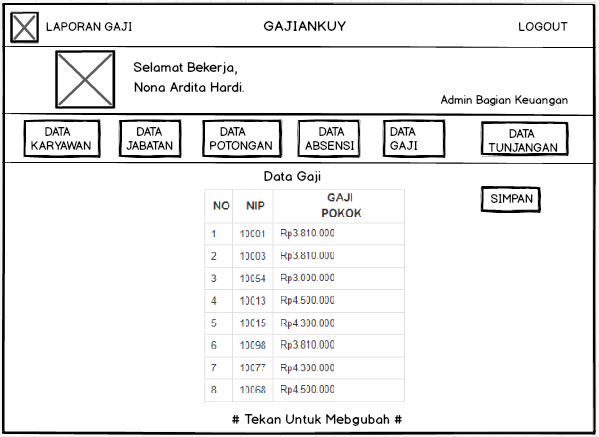 LAPORAN GAJI GAJIANKUY LOGOUT
Selamat Bekerja,
Nona Ardita Hardi.
Admin Bagian Keuangan
DATA KARYAWAN
DATA JABATAN
DATA POTONGAN
DATA ABSENSI
DATA GAJI
DATA TUNJANGAN
Data Gaji
SIMPAN
NO NIP GAJI POKOK
1 10001 Rp3.810.000
2 10003 Rp3.810.000
3 10054 Rp3.000.000
4 10013 Rp4.500.000
5 10015 Rp4.300.000
6 10098 Rp3.810.000
7 10077 Rp4.300.000
8 10068 Rp4.500.000
# Tekan Untuk Mebgubah #